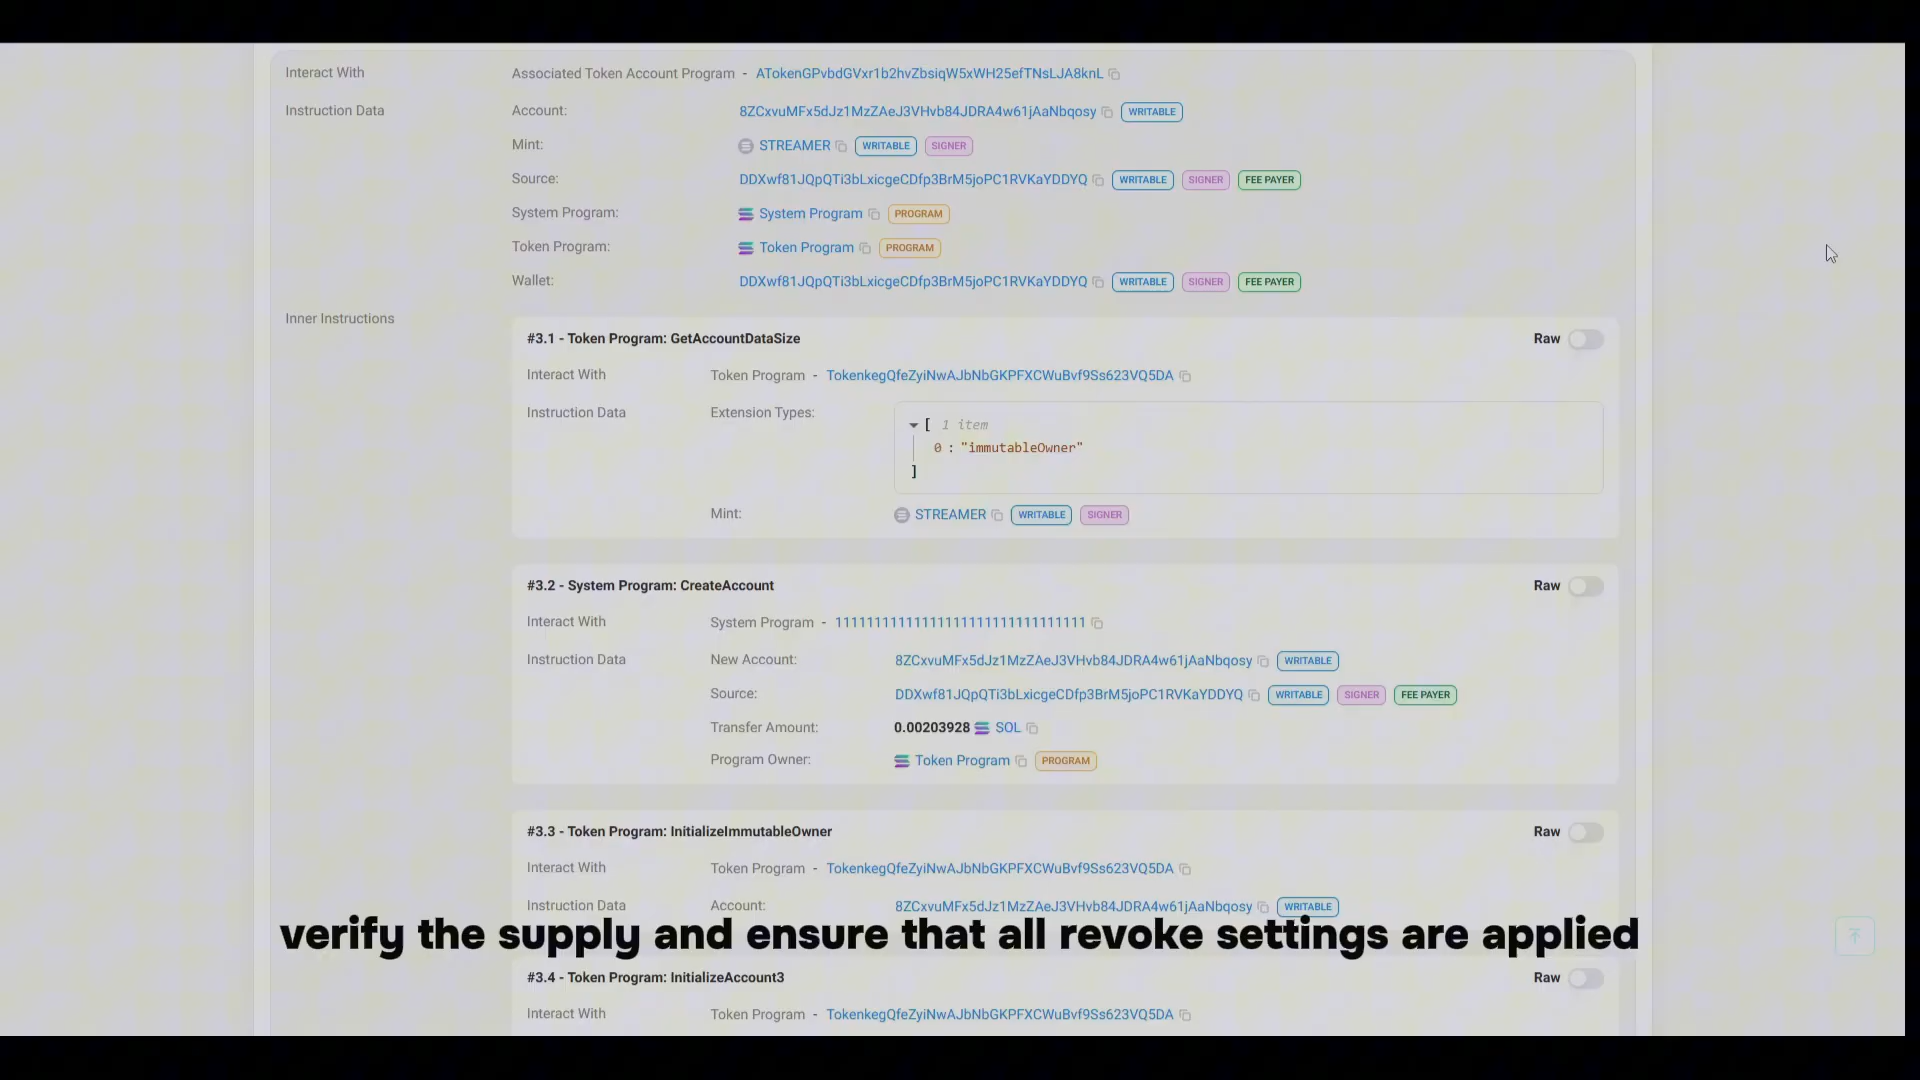 Interact With Associated Token Account Program - ATokenGPvbdGVxr1b2hvZbsiqW5xWH25efTNsLJA8knL
Instruction Data Account: 8ZCxvuMFx5dJz1MzZAeJ3VHvb84JDRA4w61jAaNbqosy WRITABLE
Mint: STREAMER WRITABLE SIGNER
Source: DDXwf81JQpQTi3bLxicgeCDfp3BrM5joPC1RVKaYDDYQ WRITABLE SIGNER FEE PAYER
System Program: System Program PROGRAM
Token Program: Token Program PROGRAM
Wallet: DDXwf81JQpQTi3bLxicgeCDfp3BrM5joPC1RVKaYDDYQ WRITABLE SIGNER FEE PAYER
Inner Instructions
#3.1 - Token Program: GetAccountDataSize Raw
Interact With Token Program - TokenkegQfeZyiNwAJbNbGKPFXCWuBvf9Ss623VQ5DA
Instruction Data Extension Types:
[ 1 item
0 : "immutableOwner"
]
Mint: STREAMER WRITABLE SIGNER
#3.2 - System Program: CreateAccount Raw
Interact With System Program - 11111111111111111111111111111111
Instruction Data New Account: 8ZCxvuMFx5dJz1MzZAeJ3VHvb84JDRA4w61jAaNbqosy WRITABLE
Source: DDXwf81JQpQTi3bLxicgeCDfp3BrM5joPC1RVKaYDDYQ WRITABLE SIGNER FEE PAYER
Transfer Amount: 0.00203928 SOL
Program Owner: Token Program PROGRAM
#3.3 - Token Program: InitializeImmutableOwner Raw
Interact With Token Program - TokenkegQfeZyiNwAJbNbGKPFXCWuBvf9Ss623VQ5DA
Instruction Data Account: 8ZCxvuMFx5dJz1MzZAeJ3VHvb84JDRA4w61jAaNbqosy WRITABLE
verify the supply and ensure that all revoke settings are applied
#3.4 - Token Program: InitializeAccount3 Raw
Interact With Token Program - TokenkegQfeZyiNwAJbNbGKPFXCWuBvf9Ss623VQ5DA